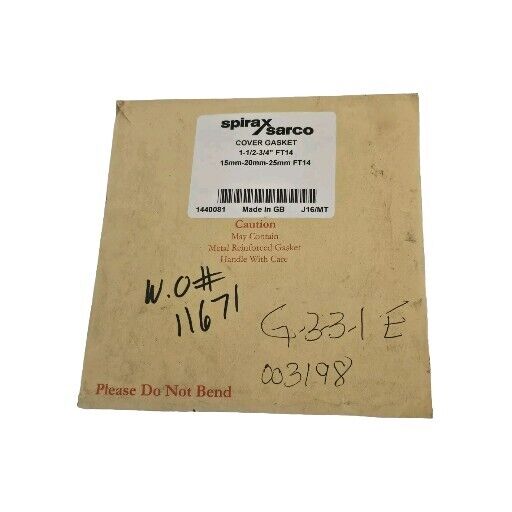 spirax
sarco
COVER GASKET
1-1/2-3/4" FT14
15mm-20mm-25mm FT14
1440081 Made in GB J16/MT
Caution
May Contain
Metal Reinforced Gasket
Handle With Care
W.O#
11671
G-33-1 E
003198
Please Do Not Bend